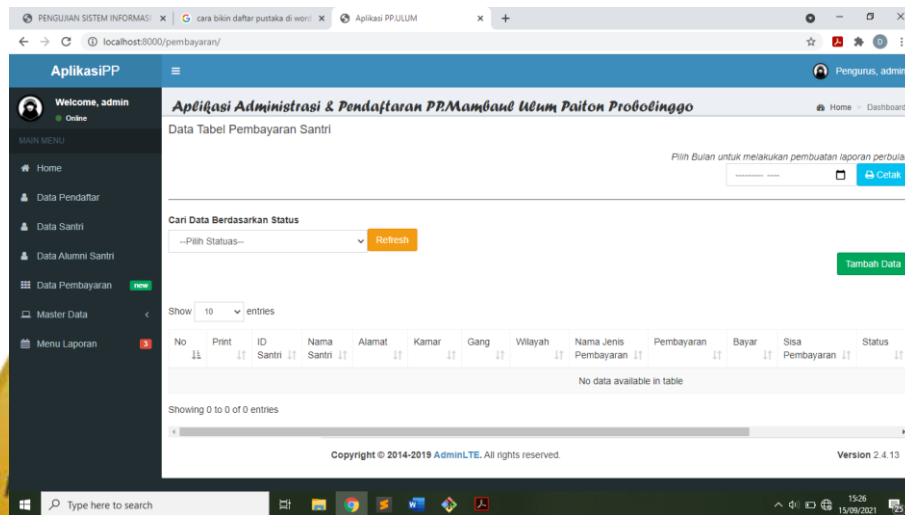 PENGUJIAN SISTEM INFORMASI
cara bikin daftar pustaka di word
Aplikasi PP.ULUM
localhost:8000/pembayaran/
AplikasiPP
Pengurus, admin
Welcome, admin
Online
Aplikasi Administrasi & Pendaftaran PP.Mambaul Ulum Paiton Probolinggo
Home > Dashboard
MAIN MENU
Home
Data Pendaftar
Data Santri
Data Alumni Santri
Data Pembayaran new
Master Data
Menu Laporan 3
Data Tabel Pembayaran Santri
Pilih Bulan untuk melakukan pembuatan laporan perbulan
--------- ----
Cetak
Cari Data Berdasarkan Status
--Pilih Statuas--
Refresh
Tambah Data
Show 10 entries
No Print ID Santri Nama Santri Alamat Kamar Gang Wilayah Nama Jenis Pembayaran Pembayaran Bayar Sisa Pembayaran Status
No data available in table
Showing 0 to 0 of 0 entries
Copyright © 2014-2019 AdminLTE. All rights reserved.
Version 2.4.13
Type here to search
15:26
15/09/2021
25